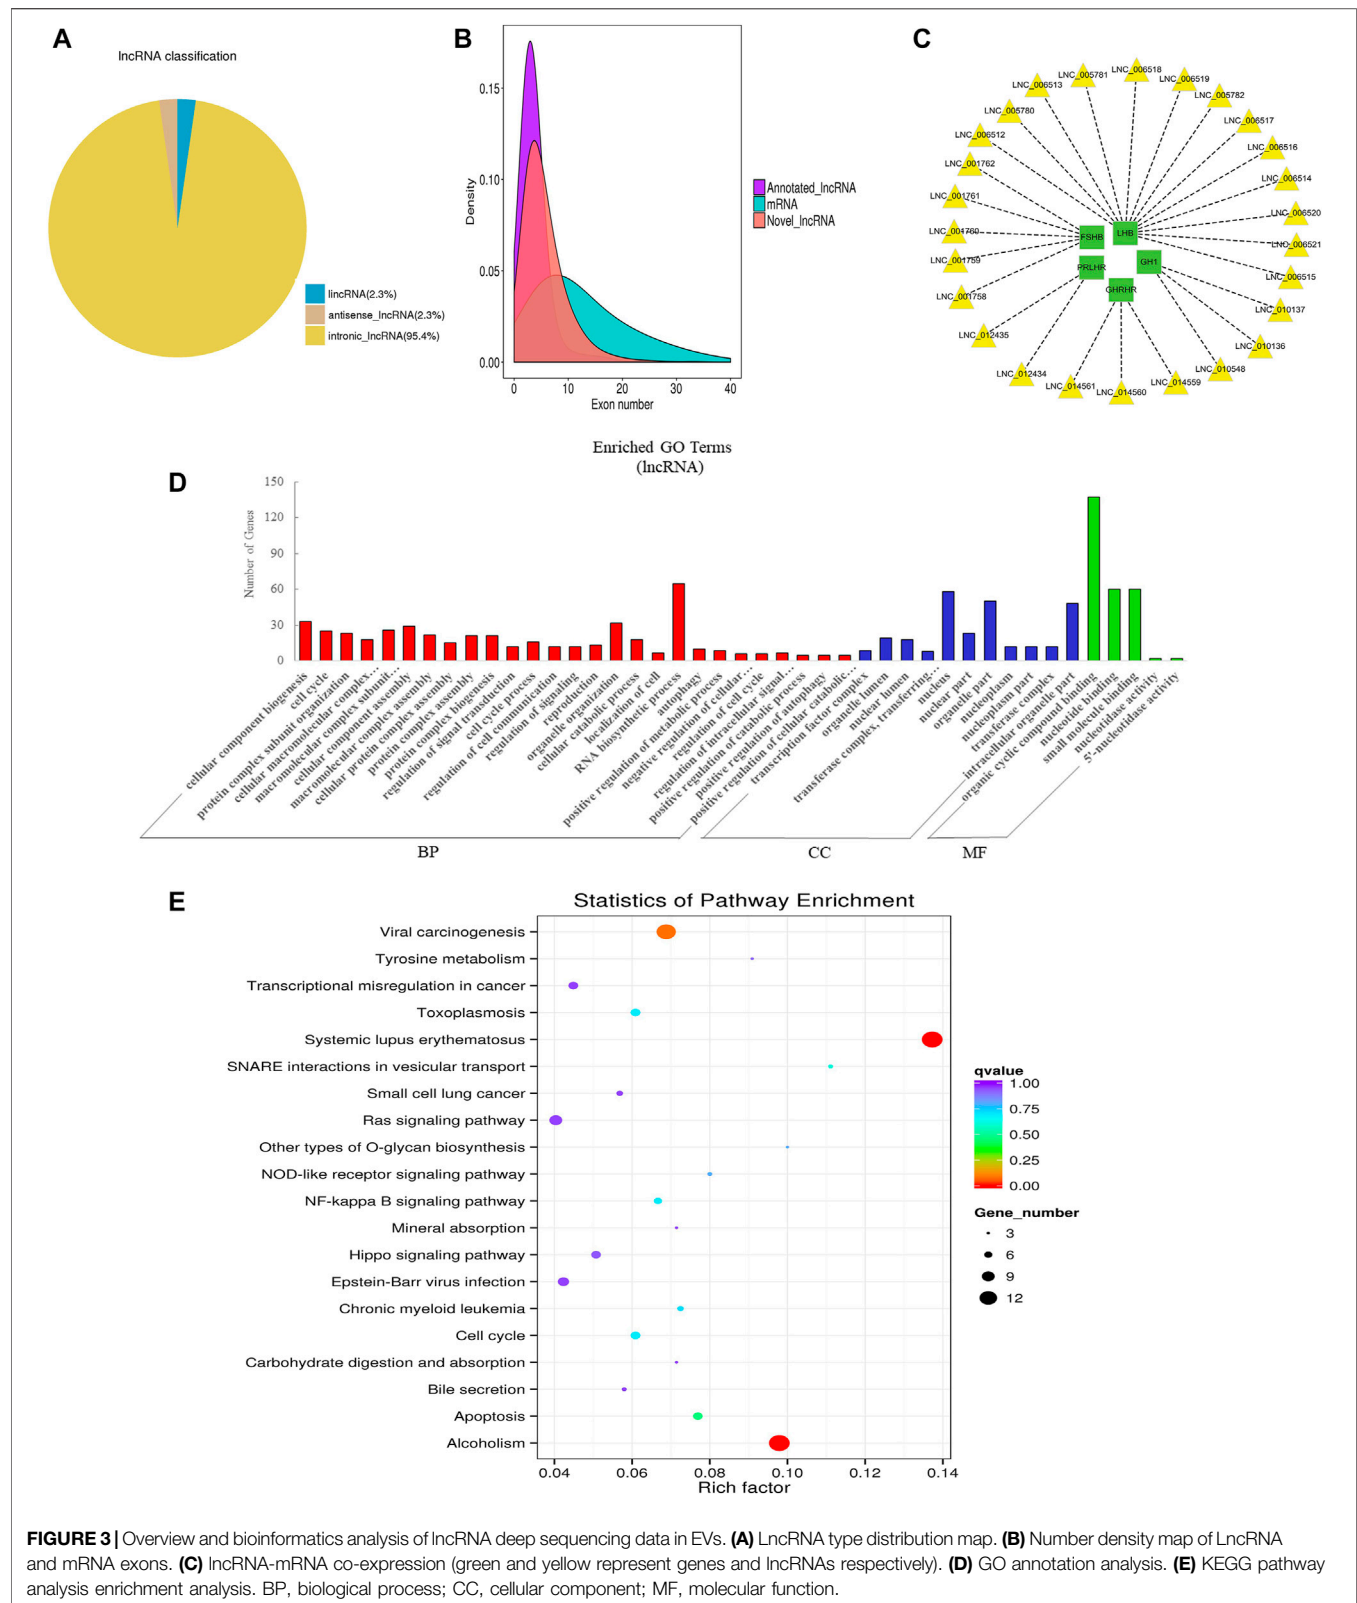 A
lncRNA classification
lincRNA(2.3%)
antisense_lncRNA(2.3%)
intronic_lncRNA(95.4%)
B
Density
0.15
0.10
0.05
0.00
0 10 20 30 40
Exon number
Annotated_lncRNA
mRNA
Novel_lncRNA
C
LNC_006518
LNC_005781
LNC_006519
LNC_006513
LNC_005782
LNC_005780
LNC_006517
LNC_006512
LNC_006516
LNC_001762
LNC_006514
LNC_001761
LNC_006520
LNC_001760
LNC_006521
LNC_001759
LNC_006515
LNC_001758
LNC_010137
LNC_012435
LNC_010136
LNC_012434
LNC_010548
LNC_014561
LNC_014560
LNC_014559
FSHB
LHB
PRLHR
GH1
GHRHR
Enriched GO Terms
(lncRNA)
D
Number of Genes
150
120
90
60
30
0
cellular component biogenesis
cell cycle
protein complex subunit organization
cellular macromolecular complex...
macromolecular complex subunit...
cellular component assembly
macromolecular complex assembly
cellular protein complex assembly
protein complex assembly
protein complex biogenesis
regulation of signal transduction
cell cycle process
regulation of cell communication
regulation of signaling
reproduction
organelle organization
cellular catabolic process
localization of cell
RNA biosynthetic process
autophagy
positive regulation of metabolic process
negative regulation of cellular...
regulation of cell cycle
regulation of intracellular signal...
positive regulation of catabolic process
positive regulation of autophagy
positive regulation of cellular catabolic...
transcription factor complex
organelle lumen
nuclear lumen
transferase complex, transferring...
nucleus
nuclear part
organelle part
nucleoplasm
nucleoplasm part
transferase complex
intracellular organelle part
organic cyclic compound binding
nucleotide binding
small molecule binding
nucleotidase activity
5'-nucleotidase activity
BP CC MF
E
Statistics of Pathway Enrichment
Viral carcinogenesis
Tyrosine metabolism
Transcriptional misregulation in cancer
Toxoplasmosis
Systemic lupus erythematosus
SNARE interactions in vesicular transport
Small cell lung cancer
Ras signaling pathway
Other types of O-glycan biosynthesis
NOD-like receptor signaling pathway
NF-kappa B signaling pathway
Mineral absorption
Hippo signaling pathway
Epstein-Barr virus infection
Chronic myeloid leukemia
Cell cycle
Carbohydrate digestion and absorption
Bile secretion
Apoptosis
Alcoholism
0.04 0.06 0.08 0.10 0.12 0.14
Rich factor
qvalue
1.00
0.75
0.50
0.25
0.00
Gene_number
3
6
9
12
FIGURE 3 | Overview and bioinformatics analysis of lncRNA deep sequencing data in EVs. (A) LncRNA type distribution map. (B) Number density map of LncRNA
and mRNA exons. (C) lncRNA-mRNA co-expression (green and yellow represent genes and lncRNAs respectively). (D) GO annotation analysis. (E) KEGG pathway
analysis enrichment analysis. BP, biological process; CC, cellular component; MF, molecular function.